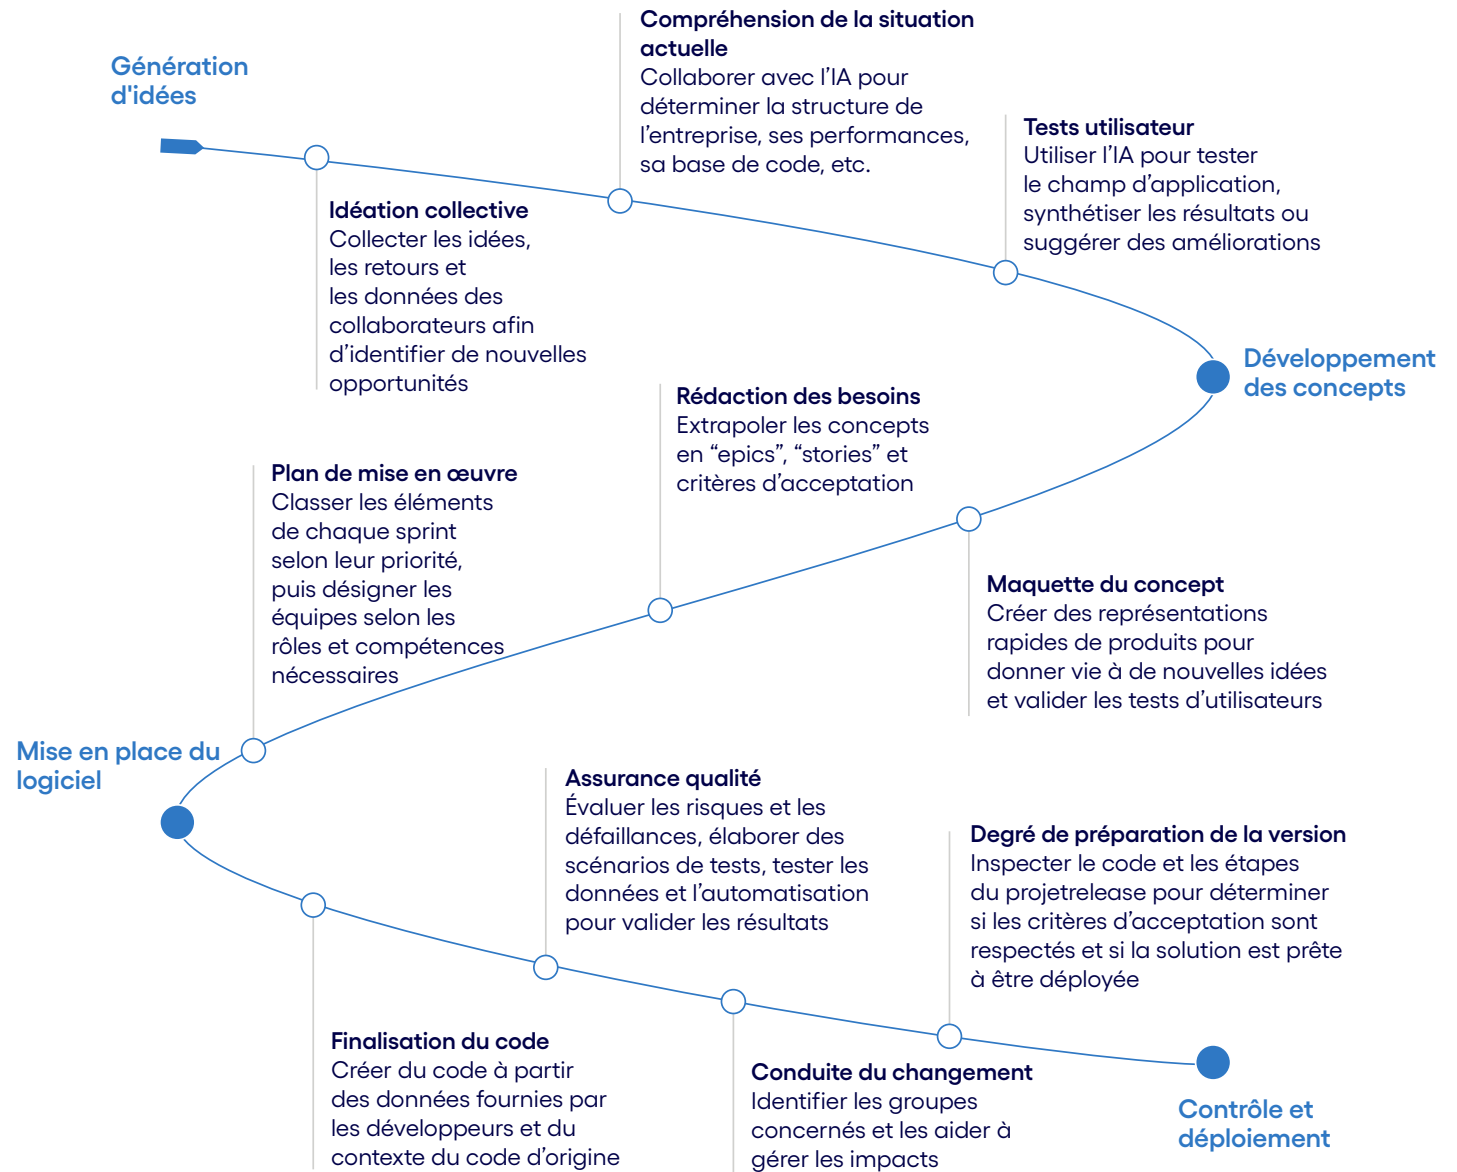 Génération
d'idées
Idéation collective
Collecter les idées,
les retours et
les données des
collaborateurs afin
d’identifier de nouvelles
opportunités
Compréhension de la situation
actuelle
Collaborer avec l’IA pour
déterminer la structure de
l’entreprise, ses performances,
sa base de code, etc.
Tests utilisateur
Utiliser l’IA pour tester
le champ d’application,
synthétiser les résultats ou
suggérer des améliorations
Développement
des concepts
Maquette du concept
Créer des représentations
rapides de produits pour
donner vie à de nouvelles idées
et valider les tests d’utilisateurs
Rédaction des besoins
Extrapoler les concepts
en “epics”, “stories” et
critères d’acceptation
Plan de mise en œuvre
Classer les éléments
de chaque sprint
selon leur priorité,
puis désigner les
équipes selon les
rôles et compétences
nécessaires
Mise en place du
logiciel
Finalisation du code
Créer du code à partir
des données fournies par
les développeurs et du
contexte du code d’origine
Assurance qualité
Évaluer les risques et les
défaillances, élaborer des
scénarios de tests, tester les
données et l’automatisation
pour valider les résultats
Conduite du changement
Identifier les groupes
concernés et les aider à
gérer les impacts
Degré de préparation de la version
Inspecter le code et les étapes
du projetrelease pour déterminer
si les critères d’acceptation sont
respectés et si la solution est prête
à être déployée
Contrôle et
déploiement